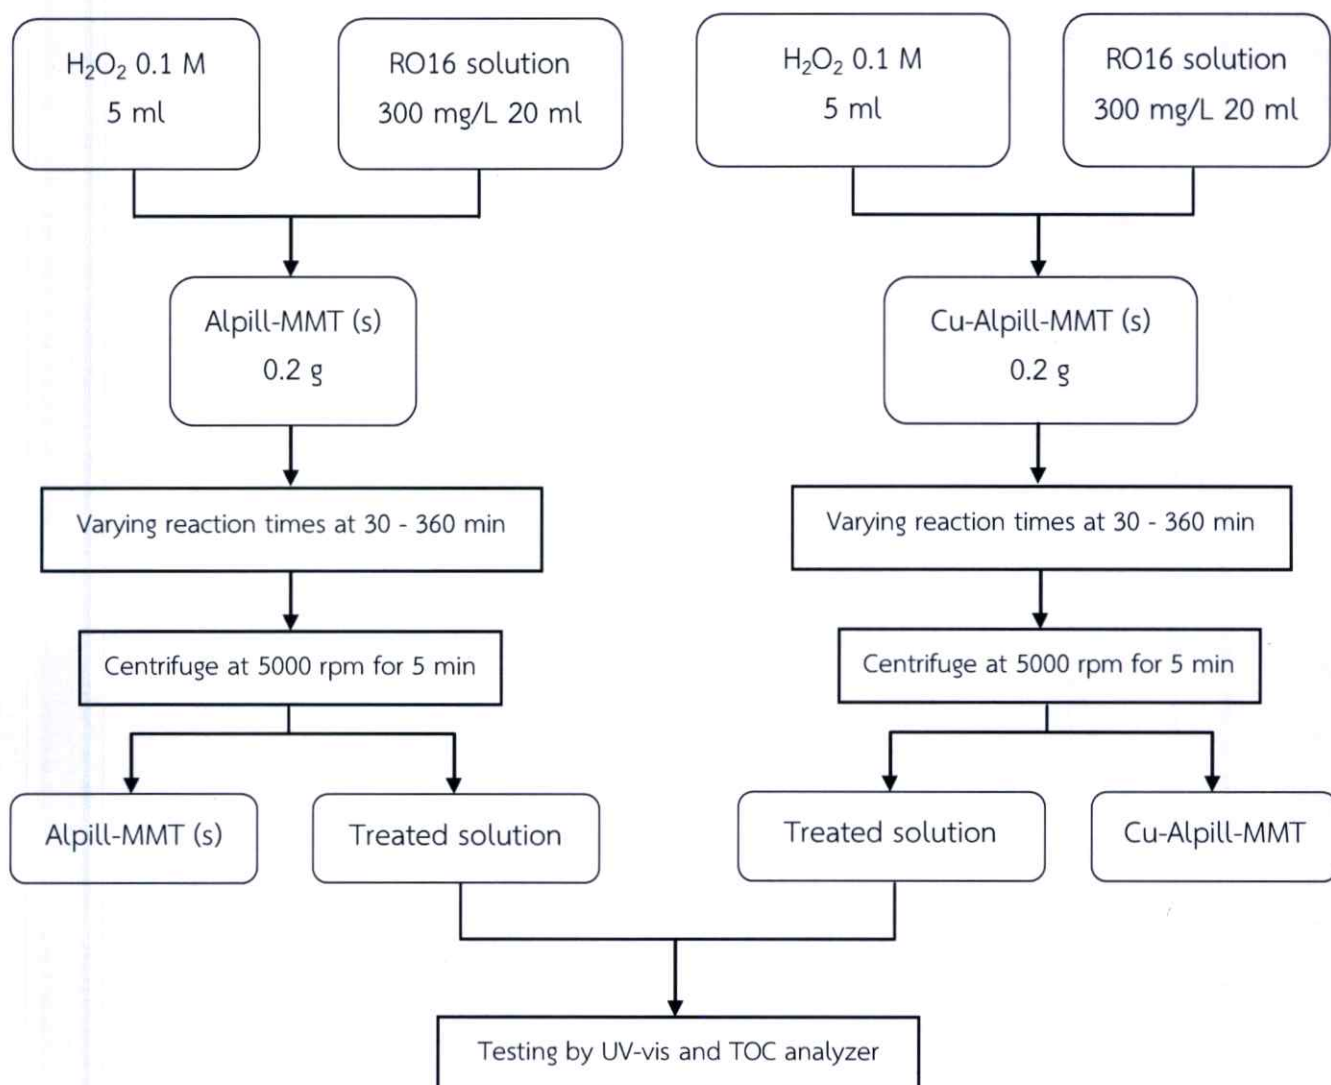 H₂O₂ 0.1 M
5 ml
RO16 solution
300 mg/L 20 ml
H₂O₂ 0.1 M
5 ml
RO16 solution
300 mg/L 20 ml
Alpill-MMT (s)
0.2 g
Cu-Alpill-MMT (s)
0.2 g
Varying reaction times at 30 - 360 min
Varying reaction times at 30 - 360 min
Centrifuge at 5000 rpm for 5 min
Centrifuge at 5000 rpm for 5 min
Alpill-MMT (s)
Treated solution
Treated solution
Cu-Alpill-MMT
Testing by UV-vis and TOC analyzer